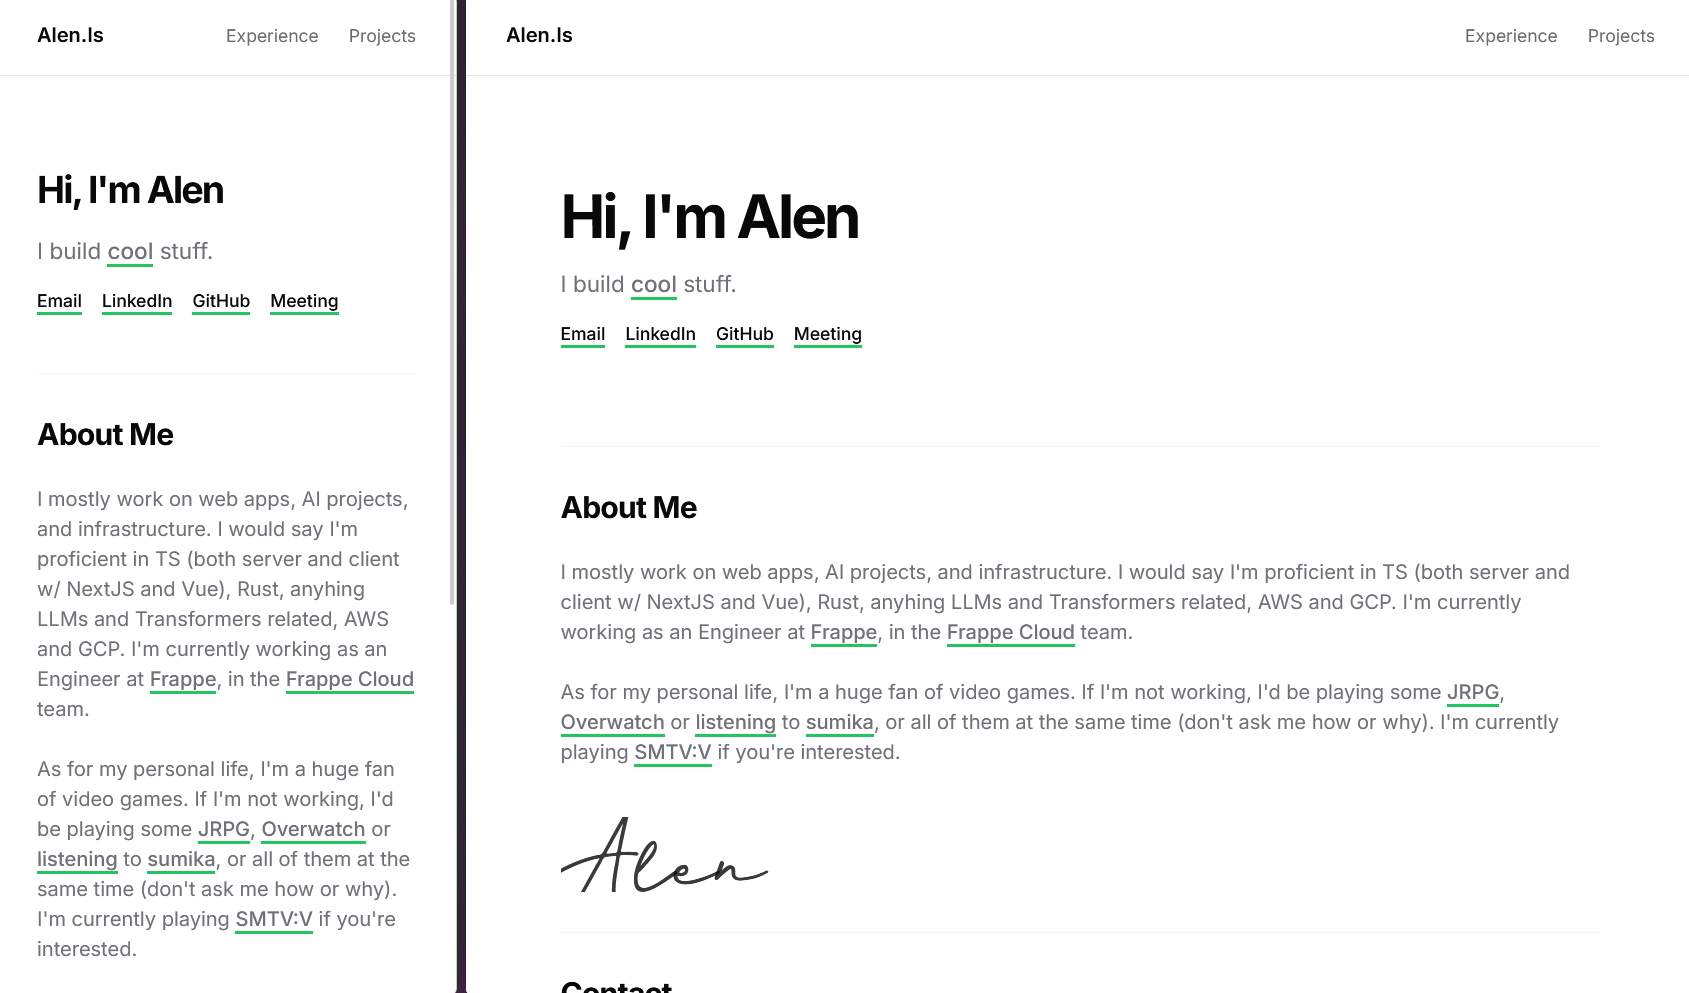 Alen.ls
Experience Projects
Hi, I'm Alen
I build cool stuff.
Email LinkedIn GitHub Meeting
About Me
I mostly work on web apps, AI projects,
and infrastructure. I would say I'm
proficient in TS (both server and client
w/ NextJS and Vue), Rust, anyhing
LLMs and Transformers related, AWS
and GCP. I'm currently working as an
Engineer at Frappe, in the Frappe Cloud
team.
As for my personal life, I'm a huge fan
of video games. If I'm not working, I'd
be playing some JRPG, Overwatch or
listening to sumika, or all of them at the
same time (don't ask me how or why).
I'm currently playing SMTV:V if you're
interested.
Alen.ls
Experience Projects
Hi, I'm Alen
I build cool stuff.
Email LinkedIn GitHub Meeting
About Me
I mostly work on web apps, AI projects, and infrastructure. I would say I'm proficient in TS (both server and
client w/ NextJS and Vue), Rust, anyhing LLMs and Transformers related, AWS and GCP. I'm currently
working as an Engineer at Frappe, in the Frappe Cloud team.
As for my personal life, I'm a huge fan of video games. If I'm not working, I'd be playing some JRPG,
Overwatch or listening to sumika, or all of them at the same time (don't ask me how or why). I'm currently
playing SMTV:V if you're interested.
Alen
Contact